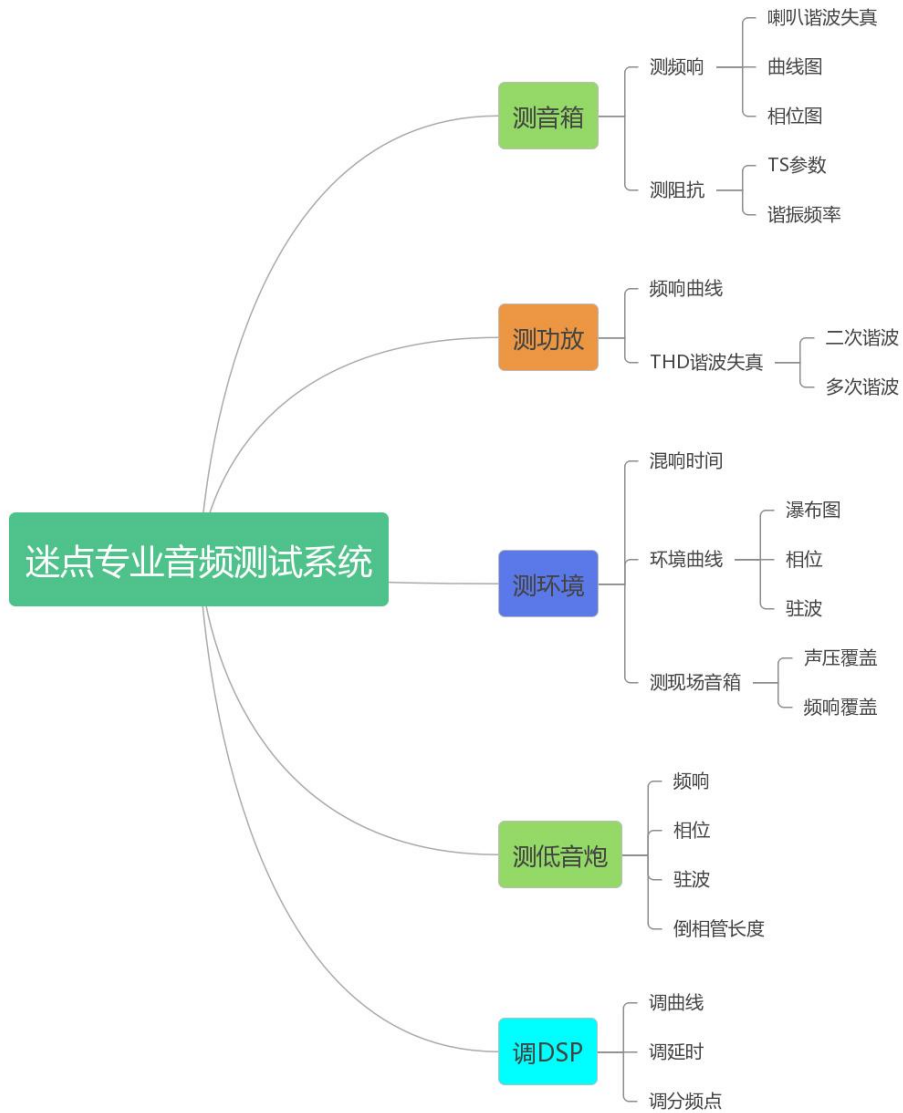 迷点专业音频测试系统
测音箱
测频响
喇叭谐波失真
曲线图
相位图
测阻抗
TS参数
谐振频率
测功放
频响曲线
THD谐波失真
二次谐波
多次谐波
测环境
混响时间
环境曲线
瀑布图
相位
驻波
测现场音箱
声压覆盖
频响覆盖
测低音炮
频响
相位
驻波
倒相管长度
调DSP
调曲线
调延时
调分频点